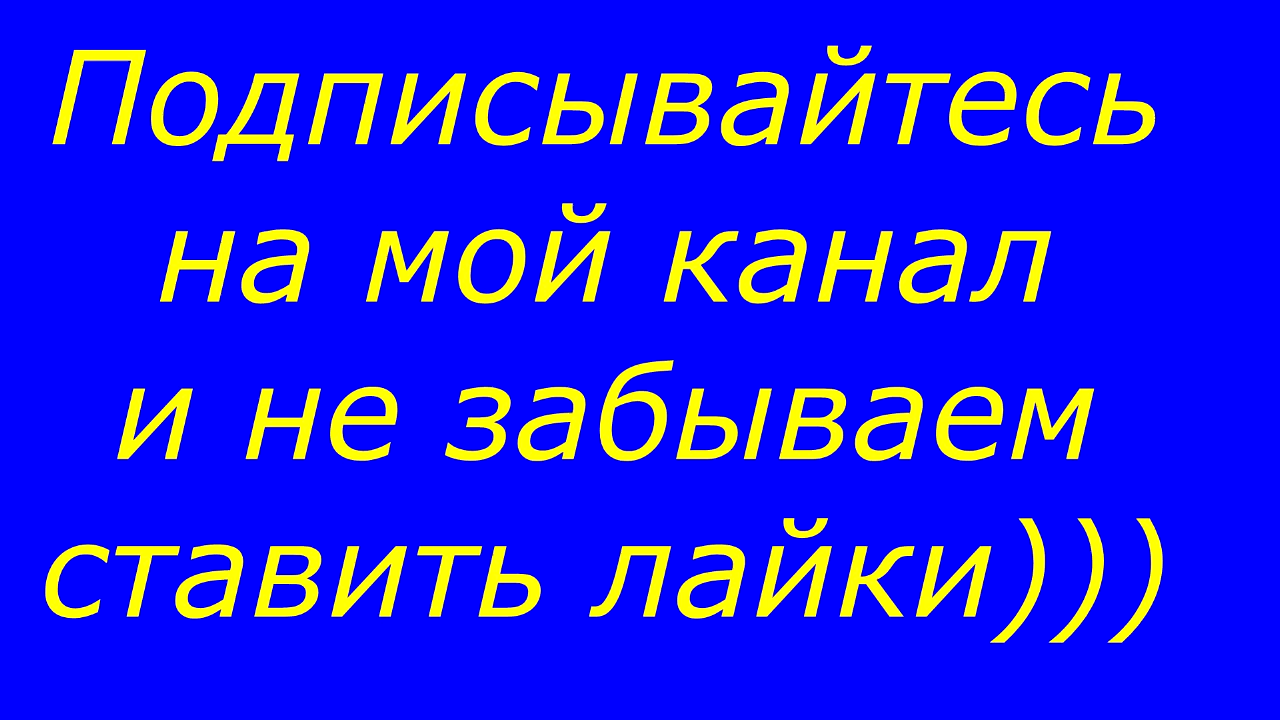 Подписывайтесь
на мой канал
и не забываем
ставить лайки)))